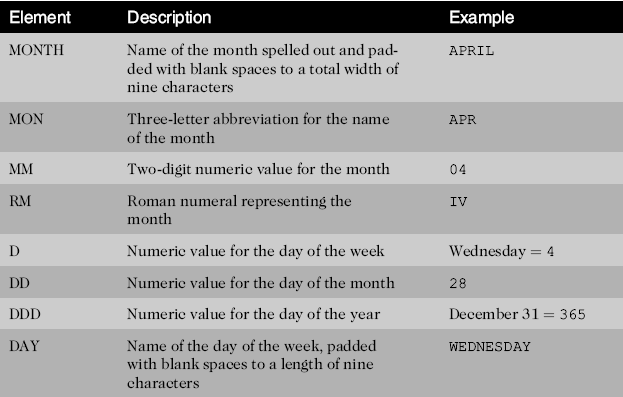 Element Description Example
MONTH Name of the month spelled out and pad- APRIL
ded with blank spaces to a total width of
nine characters
MON Three-letter abbreviation for the name APR
of the month
MM Two-digit numeric value for the month 04
RM Roman numeral representing the IV
month
D Numeric value for the day of the week Wednesday = 4
DD Numeric value for the day of the month 28
DDD Numeric value for the day of the year December 31 = 365
DAY Name of the day of the week, padded WEDNESDAY
with blank spaces to a length of nine
characters